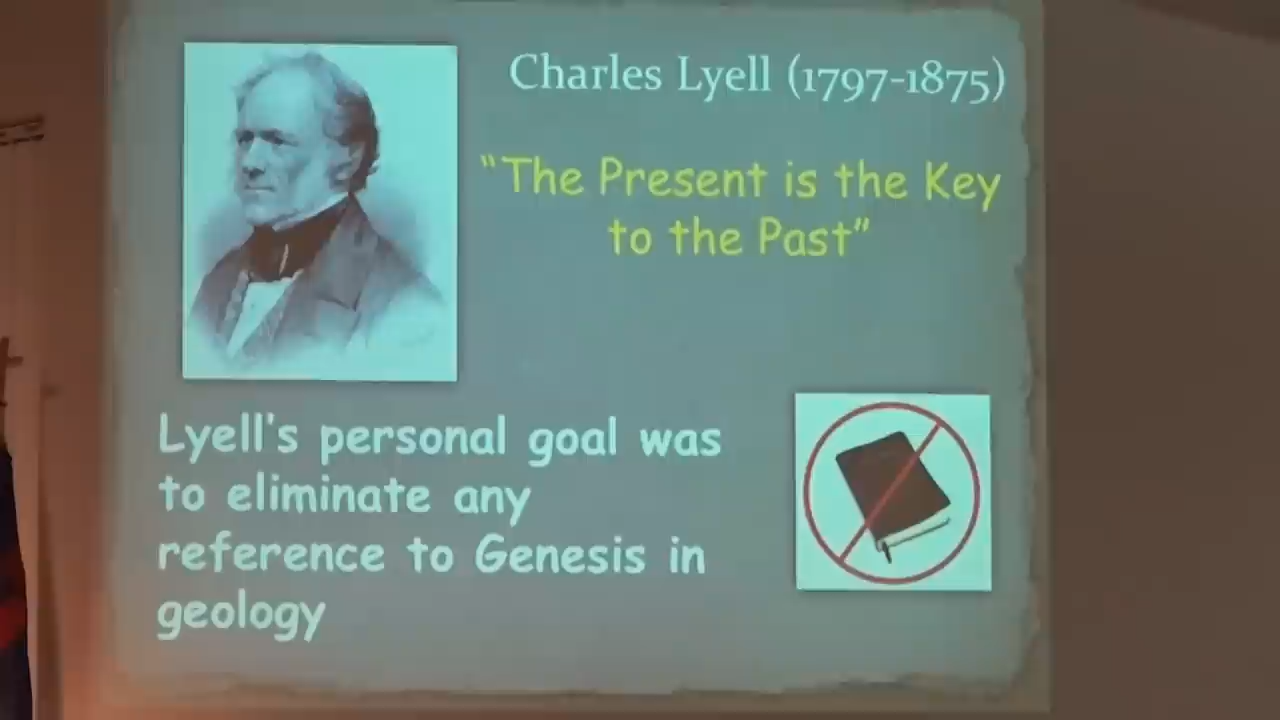 Charles Lyell (1797-1875)
“The Present is the Key
to the Past”
Lyell's personal goal was
to eliminate any
reference to Genesis in
geology